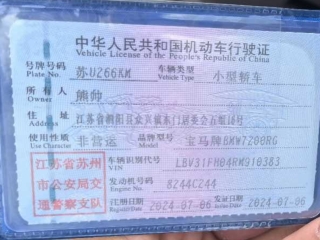 中华人民共和国机动车行驶证
Vehicle License of the People's Republic of China
号牌号码 苏UZ66KM 车辆类型 小型轿车
Plate No. Vehicle Type
所有人 熊帅
Owner
住址
Address
使用性质 非营运 品牌型号 宝马牌BMW7200RG
Use Character Model
江苏省苏州 车辆识别代号
VIN
市公安局交 发动机号码 8244C244
Engine No.
通警察支队 注册日期 2024-07-06 发证日期 2024-07-06
Register Date Issue Date